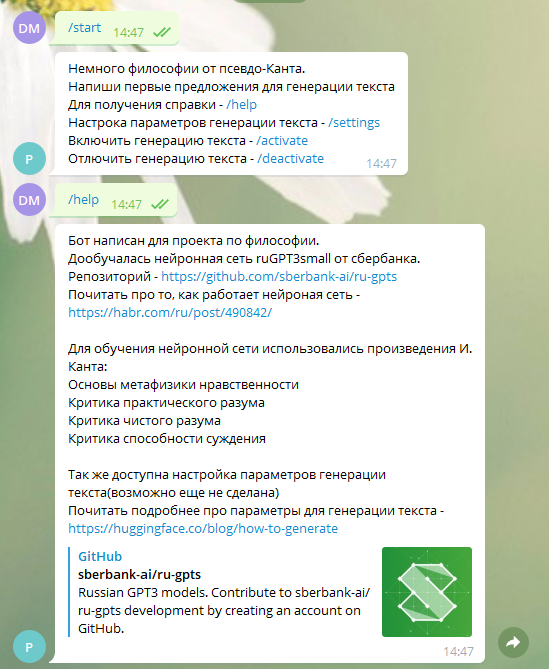 DM
/start
14:47
Немного философии от псевдо-Канта.
Напиши первые предложения для генерации текста
Для получения справки - /help
Настрока параметров генерации текста - /settings
Включить генерацию текста - /activate
Отлючить генерацию текста - /deactivate
P
14:47
DM
/help
14:47
Бот написан для проекта по философии.
Дообучалась нейронная сеть ruGPT3small от сбербанка.
Репозиторий - https://github.com/sberbank-ai/ru-gpts
Почитать про то, как работает нейроная сеть -
https://habr.com/ru/post/490842/
Для обучения нейронной сети использовались произведения И.
Канта:
Основы метафизики нравственности
Критика практического разума
Критика чистого разума
Критика способности суждения
Так же доступна настройка параметров генерации
текста(возможно еще не сделана)
Почитать подробнее про параметры для генерации текста -
https://huggingface.co/blog/how-to-generate
GitHub
sberbank-ai/ru-gpts
Russian GPT3 models. Contribute to sberbank-ai/
ru-gpts development by creating an account on
GitHub.
P
14:47